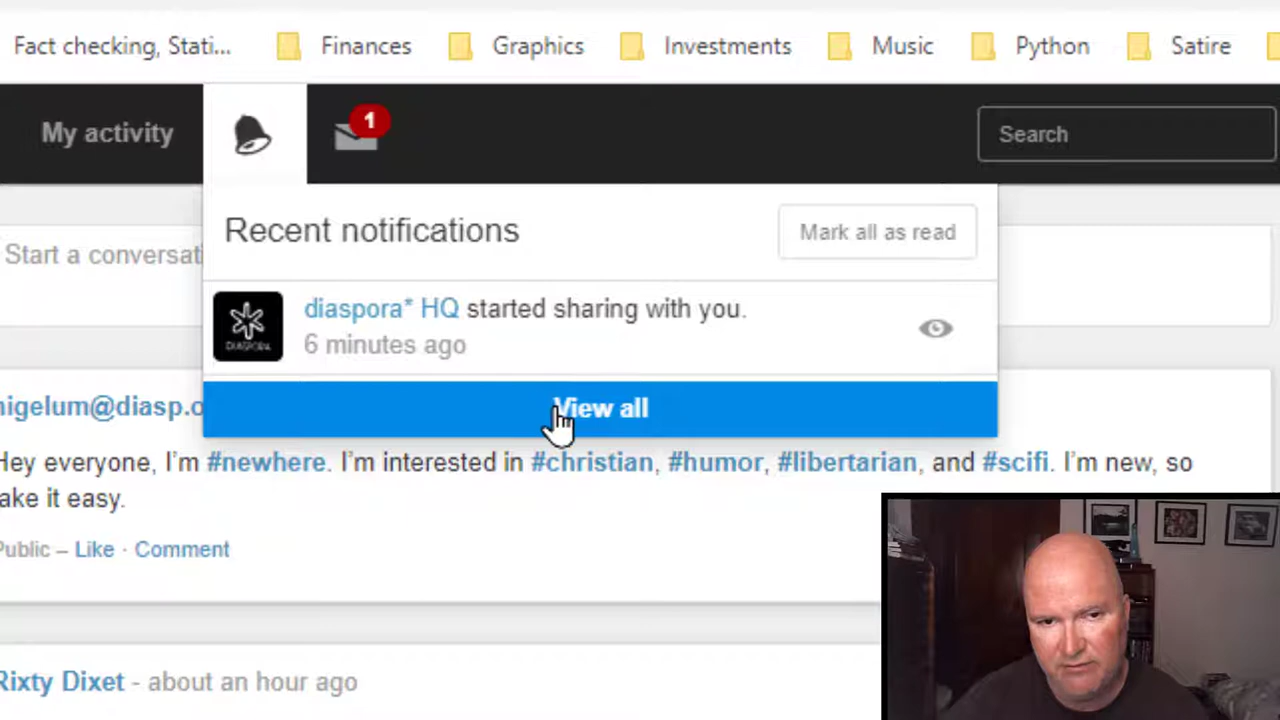 Fact checking, Stati...
Finances
Graphics
Investments
Music
Python
Satire
My activity
1
Search
Recent notifications
Mark all as read
Start a conversati
diaspora* HQ started sharing with you.
DIASPORA
6 minutes ago
View all
nigelum@diasp.o
Hey everyone, I'm #newhere. I'm interested in #christian, #humor, #libertarian, and #scifi. I'm new, so
ake it easy.
Public – Like · Comment
Rixty Dixet - about an hour ago